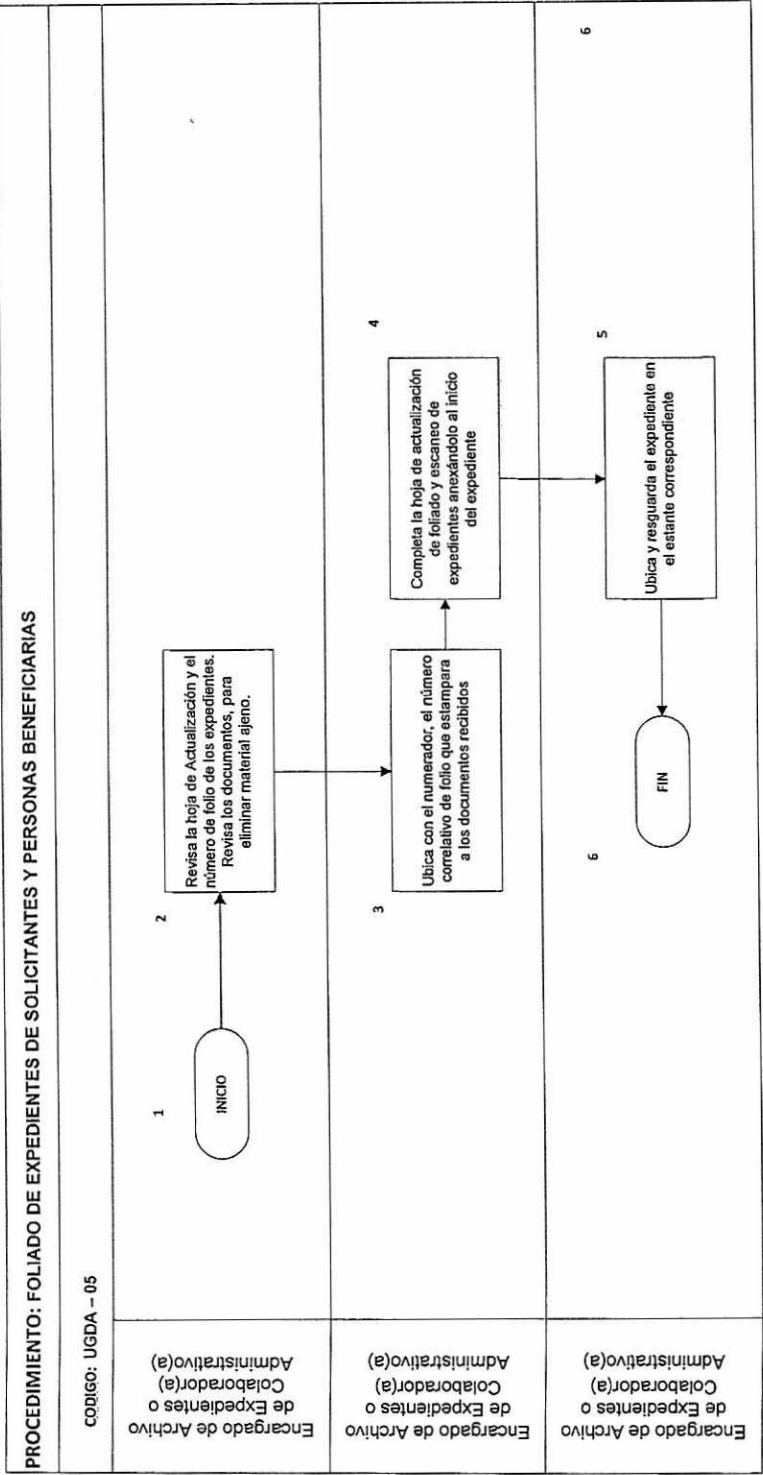 PROCEDIMIENTO: FOLIADO DE EXPEDIENTES DE SOLICITANTES Y PERSONAS BENEFICIARIAS
CODIGO: UGDA – 05
Encargado de Archivo
de Expedientes o
Colaborador(a)
Administrativo(a)
1
INICIO
2
Revisa la hoja de Actualización y el
número de folio de los expedientes.
Revisa los documentos, para
eliminar material ajeno.
Encargado de Archivo
de Expedientes o
Colaborador(a)
Administrativo(a)
3
Ubica con el numerador, el número
correlativo de folio que estampara
a los documentos recibidos
4
Completa la hoja de actualización
de foliado y escaneo de
expedientes anexándolo al inicio
del expediente
Encargado de Archivo
de Expedientes o
Colaborador(a)
Administrativo(a)
5
Ubica y resguarda el expediente en
el estante correspondiente
6
FIN
6